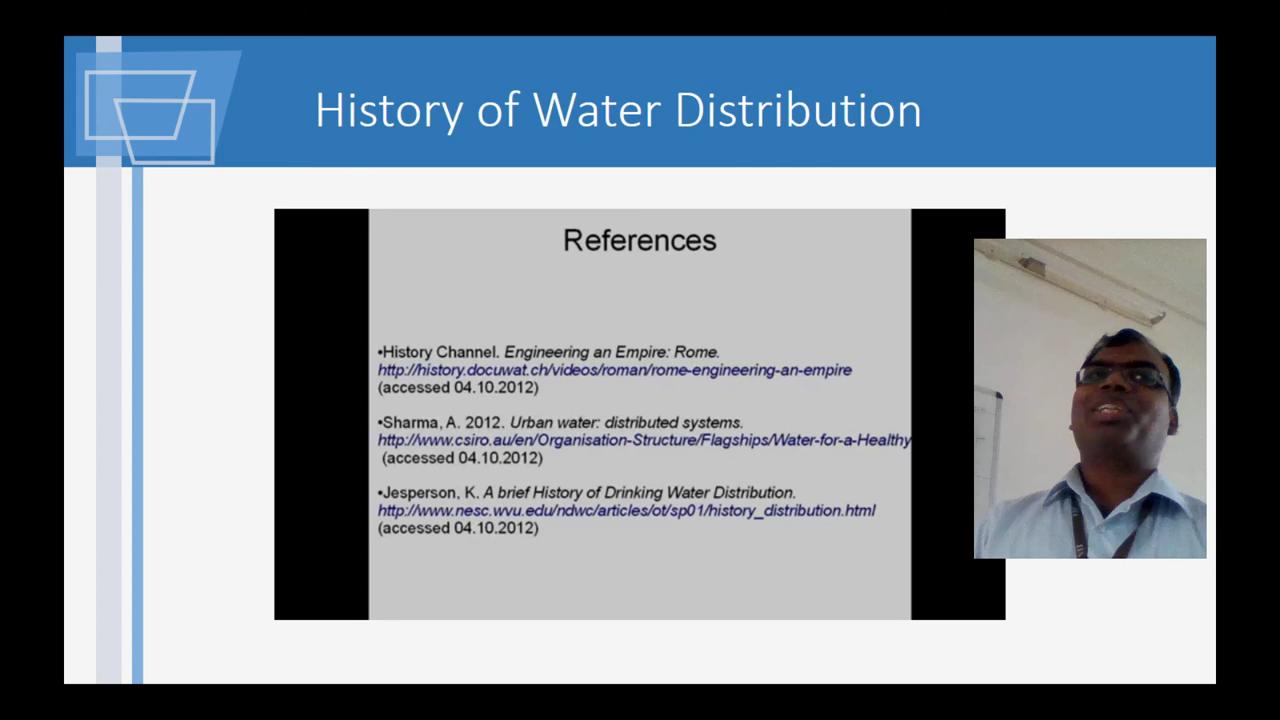 History of Water Distribution
References
•History Channel. Engineering an Empire: Rome.
http://history.docuwat.ch/videos/roman/rome-engineering-an-empire
(accessed 04.10.2012)
•Sharma, A. 2012. Urban water: distributed systems.
http://www.csiro.au/en/Organisation-Structure/Flagships/Water-for-a-Healthy
(accessed 04.10.2012)
•Jesperson, K. A brief History of Drinking Water Distribution.
http://www.nesc.wvu.edu/ndwc/articles/ot/sp01/history_distribution.html
(accessed 04.10.2012)